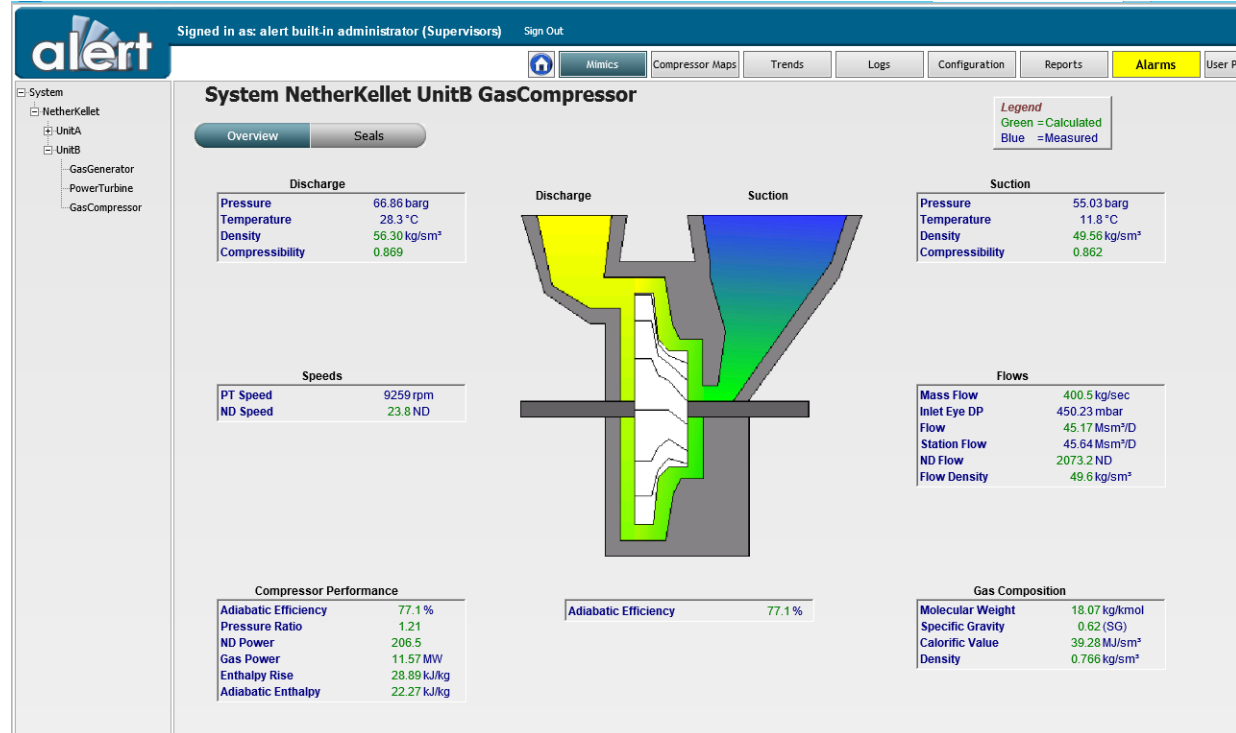 alert
Signed in as: alert built-in administrator (Supervisors) Sign Out
Mimics Compressor Maps Trends Logs Configuration Reports Alarms User P
System
NetherKellet
UnitA
UnitB
GasGenerator
PowerTurbine
GasCompressor
System NetherKellet UnitB GasCompressor
Overview Seals
Legend
Green =Calculated
Blue =Measured
Discharge
Pressure 66.86 barg
Temperature 28.3 °C
Density 56.30 kg/sm³
Compressibility 0.869
Discharge Suction
Suction
Pressure 55.03 barg
Temperature 11.8 °C
Density 49.56 kg/sm³
Compressibility 0.862
Speeds
PT Speed 9259 rpm
ND Speed 23.8 ND
Flows
Mass Flow 400.5 kg/sec
Inlet Eye DP 450.23 mbar
Flow 45.17 Msm³/D
Station Flow 45.64 Msm³/D
ND Flow 2073.2 ND
Flow Density 49.6 kg/sm³
Compressor Performance
Adiabatic Efficiency 77.1 %
Pressure Ratio 1.21
ND Power 206.5
Gas Power 11.57 MW
Enthalpy Rise 28.89 kJ/kg
Adiabatic Enthalpy 22.27 kJ/kg
Adiabatic Efficiency 77.1 %
Gas Composition
Molecular Weight 18.07 kg/kmol
Specific Gravity 0.62 (SG)
Calorific Value 39.28 MJ/sm³
Density 0.766 kg/sm³